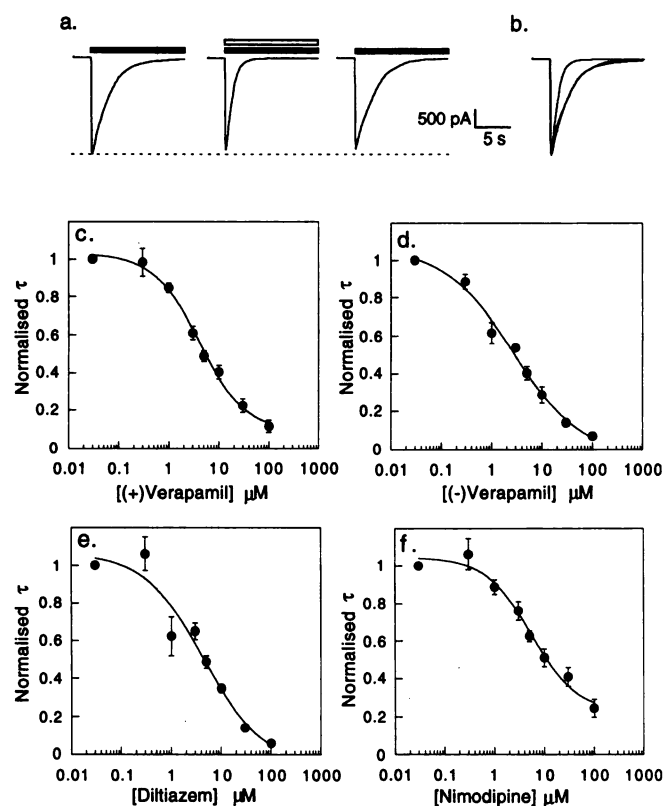 a.
b.
500 pA
5 s
c.
Normalised τ
1
0.8
0.6
0.4
0.2
0
0.01 0.1 1 10 100 1000
[(+)Verapamil] μM
d.
Normalised τ
1
0.8
0.6
0.4
0.2
0
0.01 0.1 1 10 100 1000
[(-)Verapamil] μM
e.
Normalised τ
1
0.8
0.6
0.4
0.2
0
0.01 0.1 1 10 100 1000
[Diltiazem] μM
f.
Normalised τ
1
0.8
0.6
0.4
0.2
0
0.01 0.1 1 10 100 1000
[Nimodipine] μM